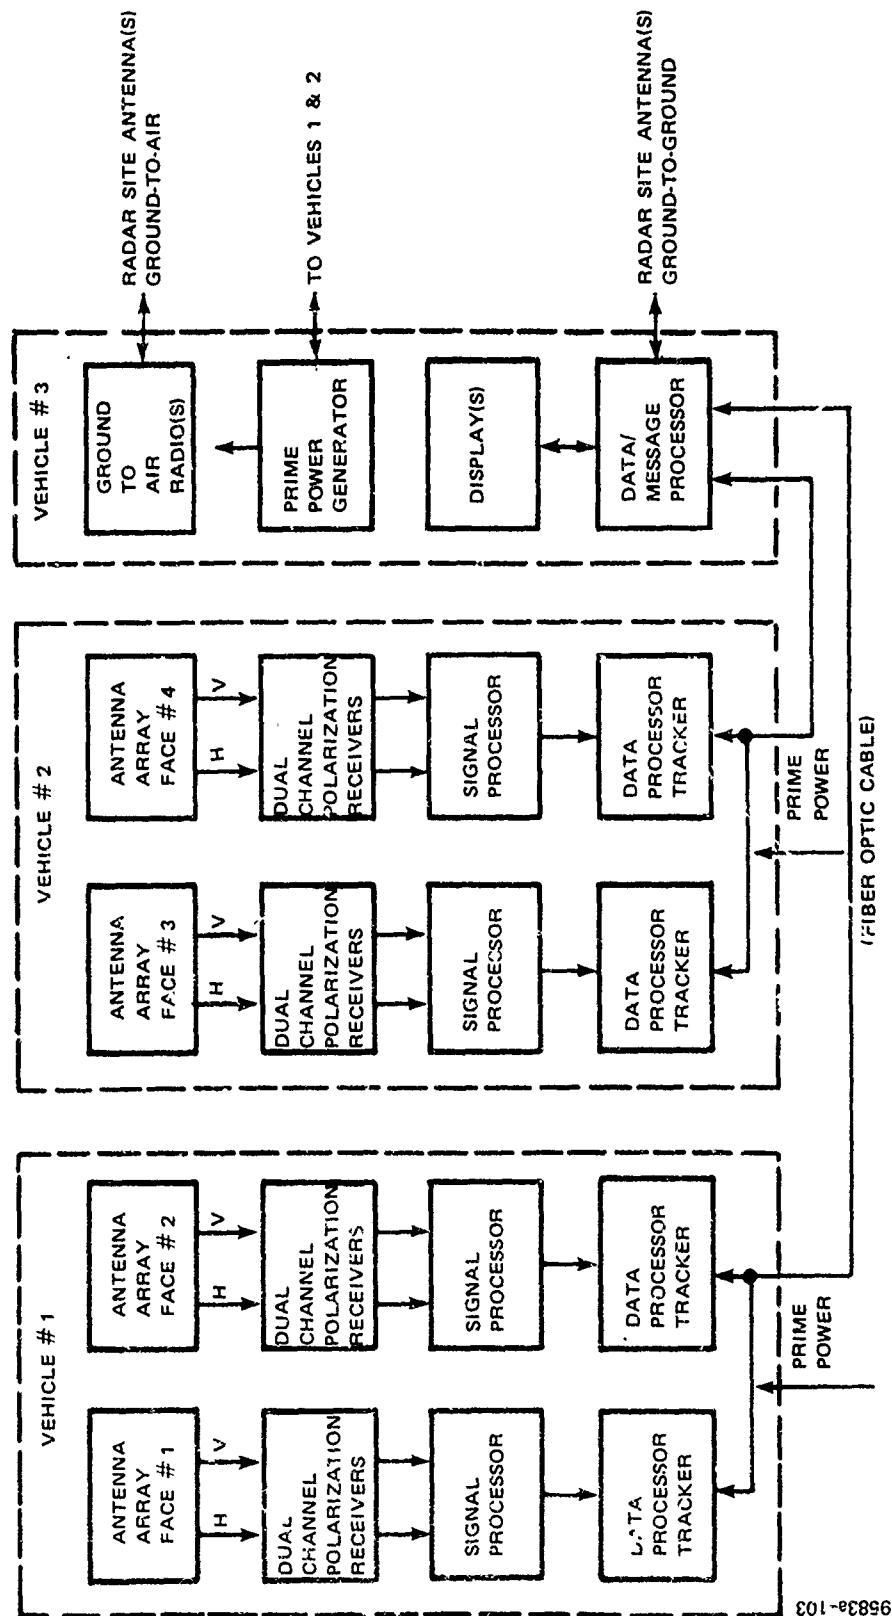 VEHICLE #1
ANTENNA
ARRAY
FACE #1
H
V
DUAL
CHANNEL
POLARIZATION
RECEIVERS
SIGNAL
PROCESSOR
PROCESSOR
TRACKER
ANTENNA
ARRAY
FACE #2
H
V
DUAL
CHANNEL
POLARIZATION
RECEIVERS
SIGNAL
PROCESSOR
DATA
PROCESSOR
TRACKER
PRIME
POWER
VEHICLE #2
ANTENNA
ARRAY
FACE #3
H
V
DUAL
CHANNEL
POLARIZATION
RECEIVERS
SIGNAL
PROCESSOR
DATA
PROCESSOR
TRACKER
ANTENNA
ARRAY
FACE #4
H
V
DUAL
CHANNEL
POLARIZATION
RECEIVERS
SIGNAL
PROCESSOR
DATA
PROCESSOR
TRACKER
PRIME
POWER
(FIBER OPTIC CABLE)
VEHICLE #3
GROUND
TO
AIR
RADIO(S)
RADAR SITE ANTENNA(S)
GROUND-TO-AIR
PRIME
POWER
GENERATOR
TO VEHICLES 1 & 2
DISPLAY(S)
DATA/
MESSAGE
PROCESSOR
RADAR SITE ANTENNA(S)
GROUND-TO-GROUND
9583a-103